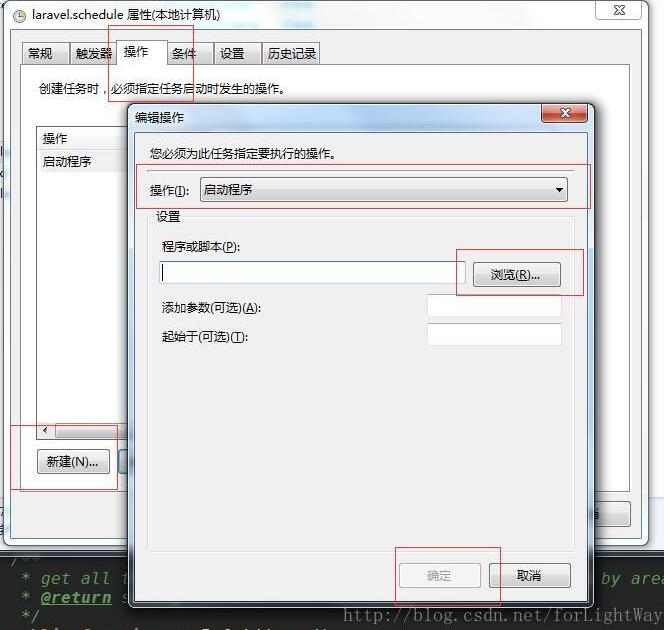 laravel.schedule 属性(本地计算机)
常规 触发器 操作 条件 设置 历史记录
创建任务时，必须指定任务启动时发生的操作。
操作
启动程序
新建(N)...
编辑操作
您必须为此任务指定要执行的操作。
操作(I): 启动程序
设置
程序或脚本(P):
浏览(R)...
添加参数(可选)(A):
起始于(可选)(T):
确定 取消
/**
* get all t
by area
* @return s
*/
http://blog.csdn.net/forLightWay